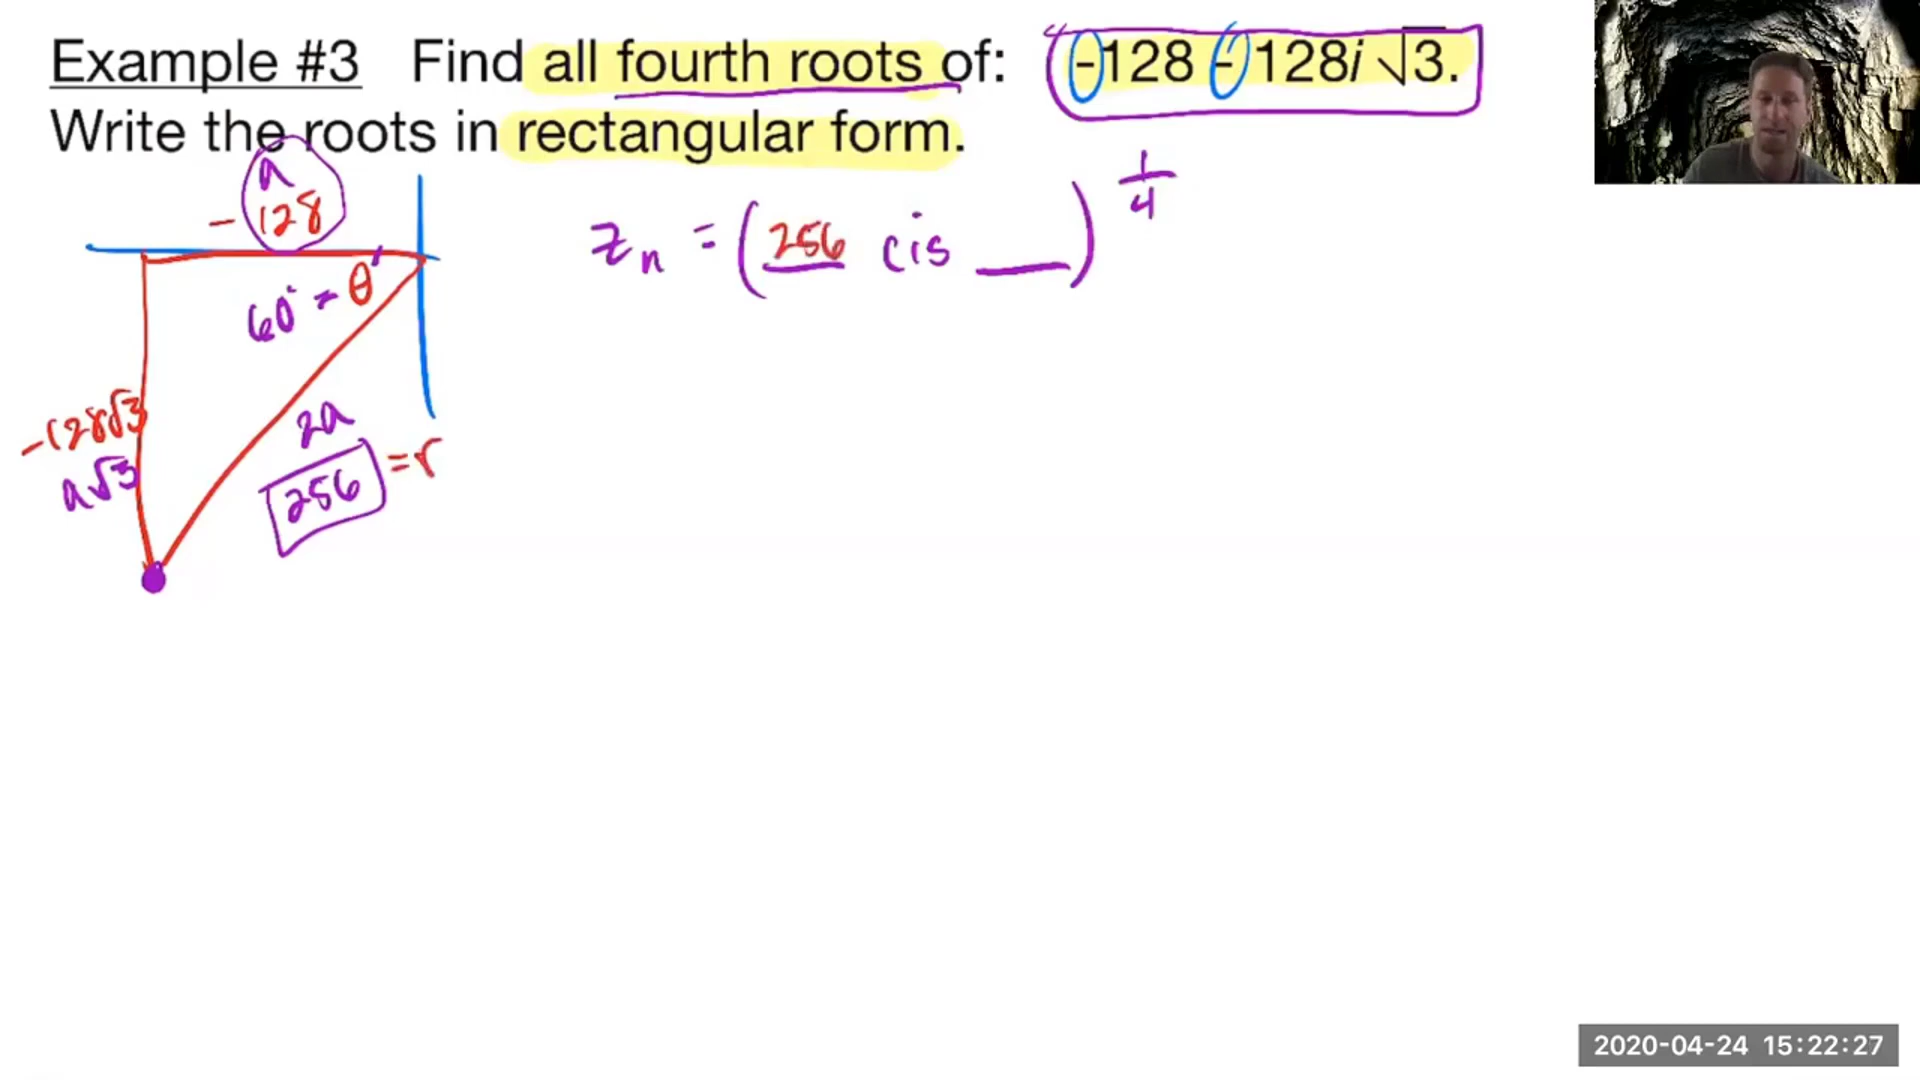 Example #3 Find all fourth roots of: -128 - 128i √3.
Write the roots in rectangular form.
a
-128
z_n = (256 cis __)^{1/4}
60° = θ'
-128√3
a√3
2a
256 = r
2020-04-24 15:22:27